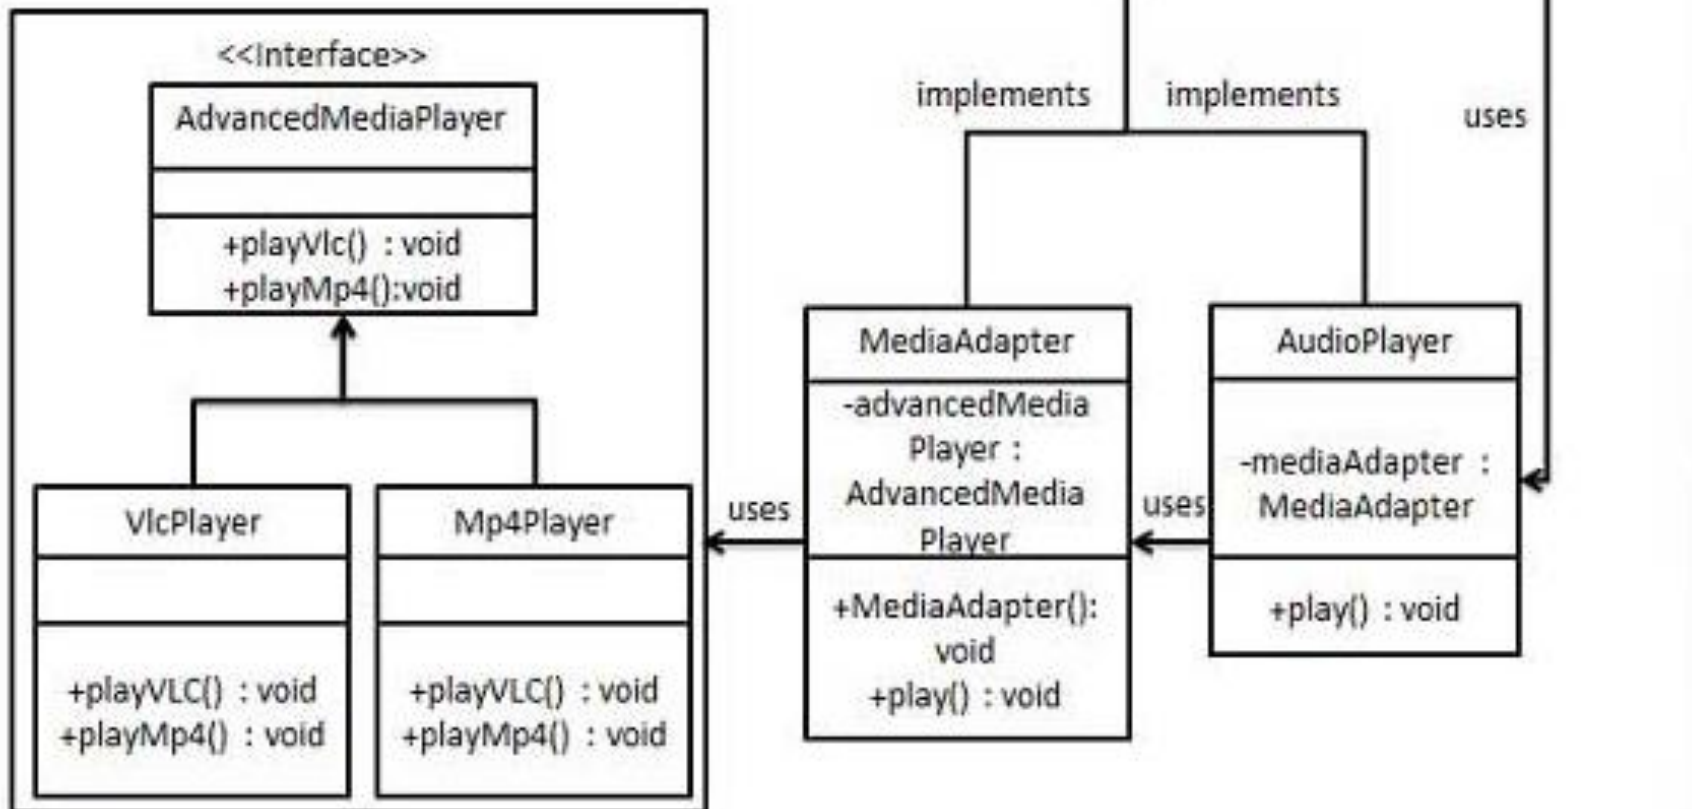 <<Interface>>
AdvancedMediaPlayer
+playVlc() : void
+playMp4():void
VlcPlayer
+playVLC() : void
+playMp4() : void
Mp4Player
+playVLC() : void
+playMp4() : void
implements
implements
uses
uses
MediaAdapter
-advancedMedia
Player :
AdvancedMedia
Player
+MediaAdapter():
void
+play() : void
uses
AudioPlayer
-mediaAdapter :
MediaAdapter
+play() : void